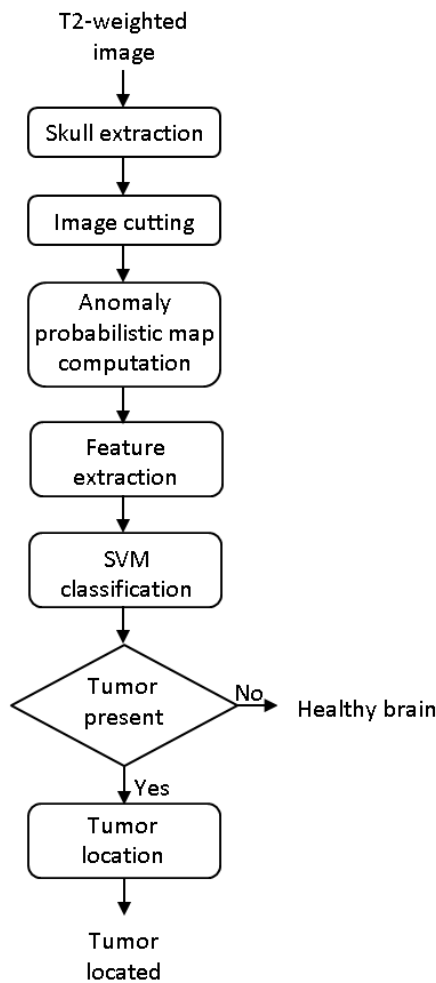 T2-weighted
image
Skull extraction
Image cutting
Anomaly
probabilistic map
computation
Feature
extraction
SVM
classification
Tumor
present
No
Healthy brain
Yes
Tumor
location
Tumor
located